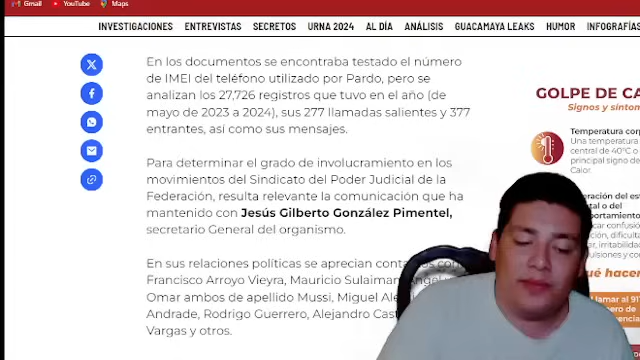 Gmail YouTube Maps
INVESTIGACIONES ENTREVISTAS SECRETOS URNA 2024 AL DÍA ANÁLISIS GUACAMAYA LEAKS HUMOR INFOGRAFÍAS
En los documentos se encontraba testado el número
de IMEI del teléfono utilizado por Pardo, pero se
analizan los 27,726 registros que tuvo en el año (de
mayo de 2023 a 2024), sus 277 llamadas salientes y 377
entrantes, así como sus mensajes.
Para determinar el grado de involucramiento en los
movimientos del Sindicato del Poder Judicial de la
Federación, resulta relevante la comunicación que ha
mantenido con Jesús Gilberto González Pimentel,
secretario General del organismo.
En sus relaciones políticas se aprecian
Francisco Arroyo Vieyra, Mauricio Sulaiman
Omar ambos de apellido Mussi, Miguel
Andrade, Rodrigo Guerrero, Alejandro
Vargas y otros.
GOLPE DE CA
Signos y sínto
Temperatura cor
Una temperatura
central de 40°C o
principal signo de
Calor.